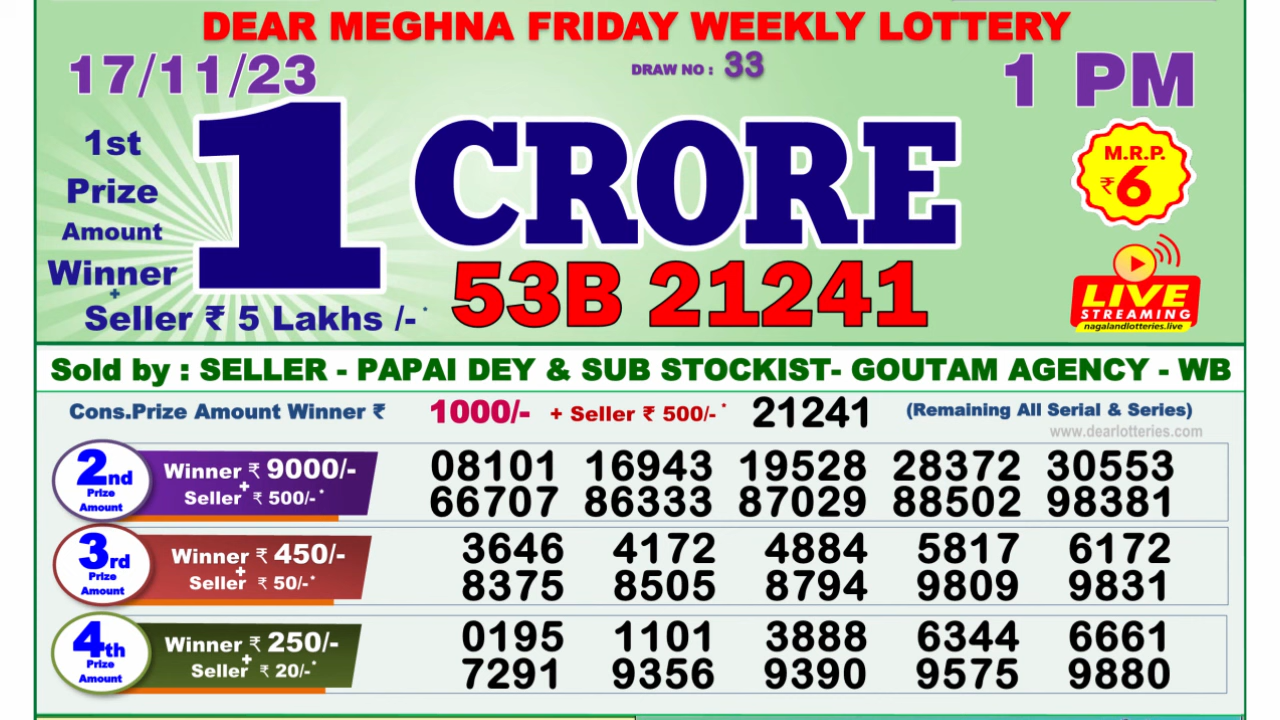 DEAR MEGHNA FRIDAY WEEKLY LOTTERY
17/11/23
DRAW NO : 33
1 PM
1st
Prize
Amount
Winner
+
Seller ₹ 5 Lakhs /-*
1 CRORE
53B 21241
M.R.P.
₹6
LIVE
STREAMING
nagalandlotteries.live
Sold by : SELLER - PAPAI DEY & SUB STOCKIST- GOUTAM AGENCY - WB
Cons.Prize Amount Winner ₹ 1000/- + Seller ₹ 500/-* 21241 (Remaining All Serial & Series)
www.dearlotteries.com
2nd
Prize
Amount
Winner ₹ 9000/-
+
Seller ₹ 500/-*
08101 16943 19528 28372 30553
66707 86333 87029 88502 98381
3rd
Prize
Amount
Winner ₹ 450/-
+
Seller ₹ 50/-*
3646 4172 4884 5817 6172
8375 8505 8794 9809 9831
4th
Prize
Amount
Winner ₹ 250/-
+
Seller ₹ 20/-*
0195 1101 3888 6344 6661
7291 9356 9390 9575 9880